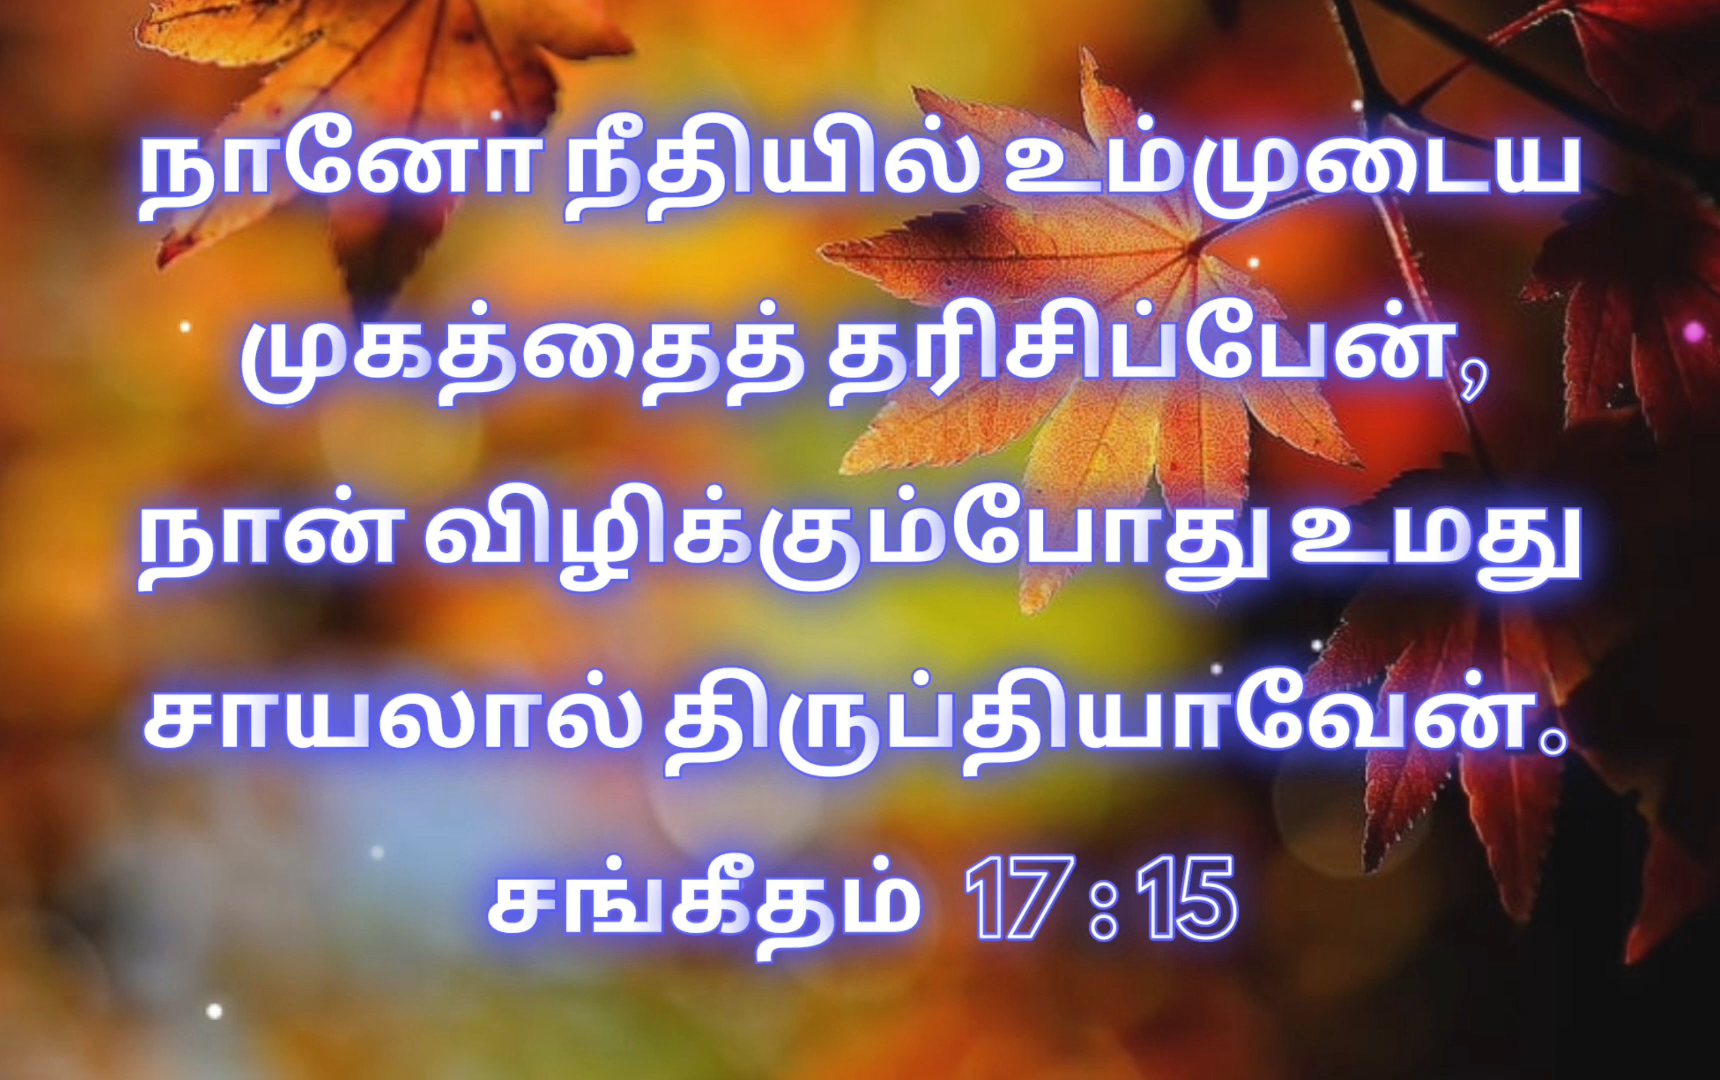 நானோ நீதியில் உம்முடைய
முகத்தைத் தரிசிப்பேன்,
நான் விழிக்கும்போது உமது
சாயலால் திருப்தியாவேன்.
சங்கீதம் 17 : 15